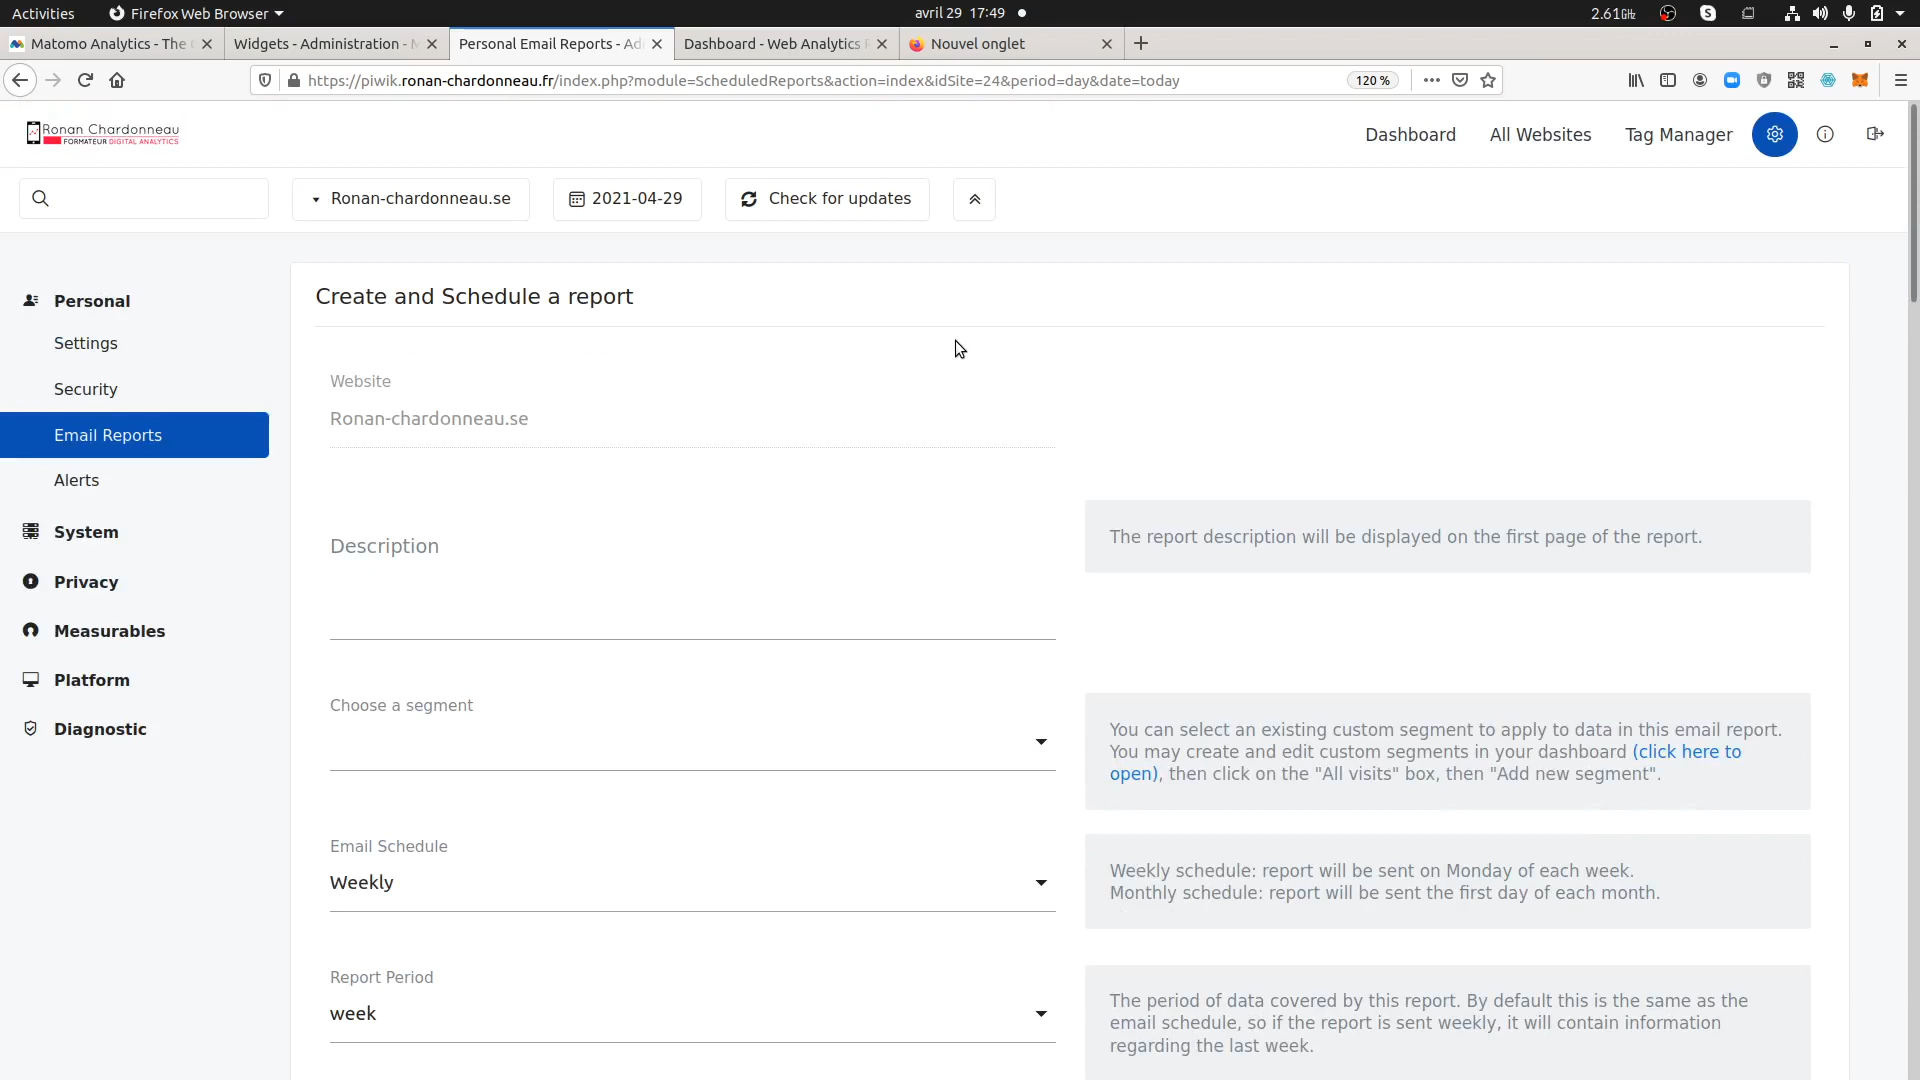 Activities
Firefox Web Browser
avril 29 17:49
2.61GHz
Matomo Analytics - The
Widgets - Administration -
Personal Email Reports - Ad
Dashboard - Web Analytics
Nouvel onglet
https://piwik.ronan-chardonneau.fr/index.php?module=ScheduledReports&action=index&idSite=24&period=day&date=today
120 %
Ronan Chardonneau
FORMATEUR DIGITAL ANALYTICS
Dashboard
All Websites
Tag Manager
Ronan-chardonneau.se
2021-04-29
Check for updates
Personal
Settings
Security
Email Reports
Alerts
System
Privacy
Measurables
Platform
Diagnostic
Create and Schedule a report
Website
Ronan-chardonneau.se
Description
The report description will be displayed on the first page of the report.
Choose a segment
You can select an existing custom segment to apply to data in this email report.
You may create and edit custom segments in your dashboard (click here to
open), then click on the "All visits" box, then "Add new segment".
Email Schedule
Weekly
Weekly schedule: report will be sent on Monday of each week.
Monthly schedule: report will be sent the first day of each month.
Report Period
week
The period of data covered by this report. By default this is the same as the
email schedule, so if the report is sent weekly, it will contain information
regarding the last week.